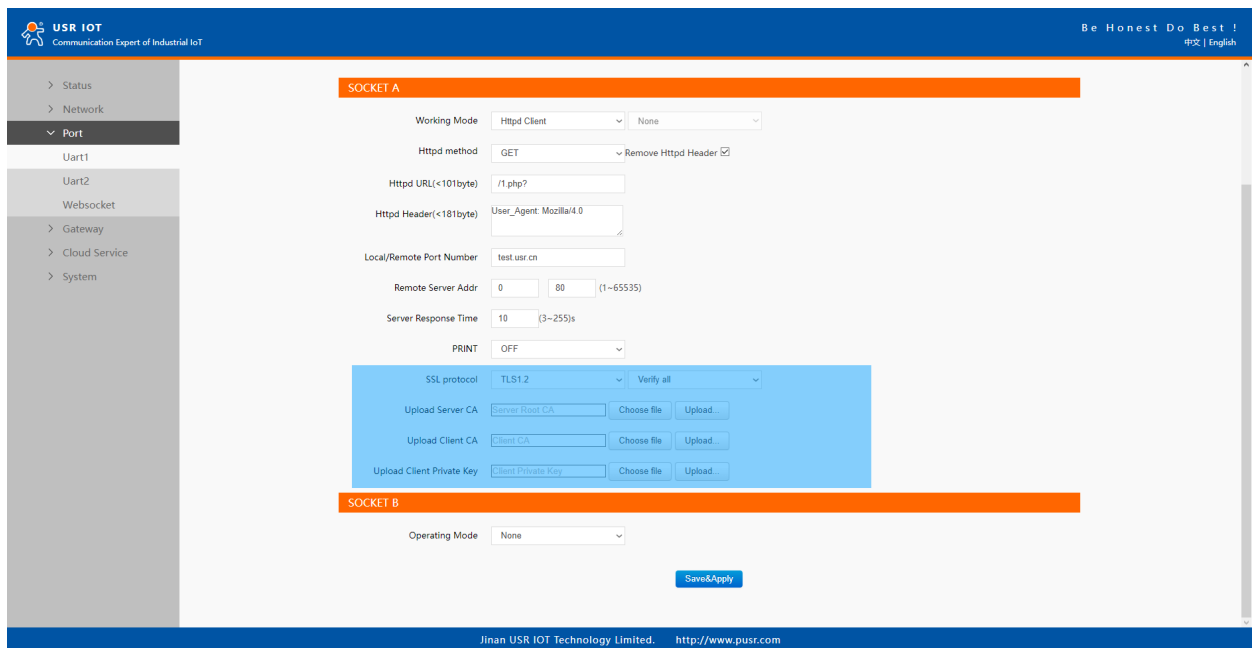 USR IOT
Communication Expert of Industrial IoT
Be Honest Do Best !
中文 | English
Status
Network
Port
Uart1
Uart2
Websocket
Gateway
Cloud Service
System
SOCKET A
Working Mode Httpd Client None
Httpd method GET Remove Httpd Header
Httpd URL(<101byte) /1.php?
Httpd Header(<181byte) User_Agent: Mozilla/4.0
Local/Remote Port Number test.usr.cn
Remote Server Addr 0 80 (1~65535)
Server Response Time 10 (3~255)s
PRINT OFF
SSL protocol TLS1.2 Verify all
Upload Server CA Server Root CA Choose file Upload...
Upload Client CA Client CA Choose file Upload...
Upload Client Private Key Client Private Key Choose file Upload...
SOCKET B
Operating Mode None
Save&Apply
Jinan USR IOT Technology Limited. http://www.pusr.com